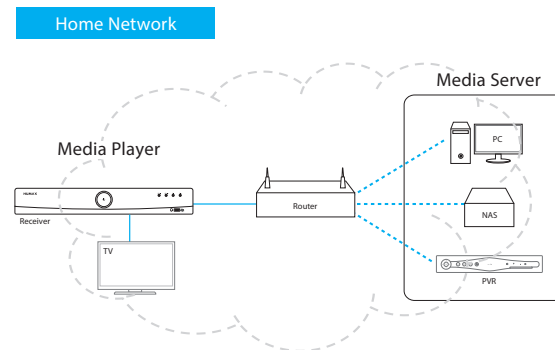 Home Network
Media Server
Media Player
PC
HUMAX
Receiver
Router
NAS
TV
PVR